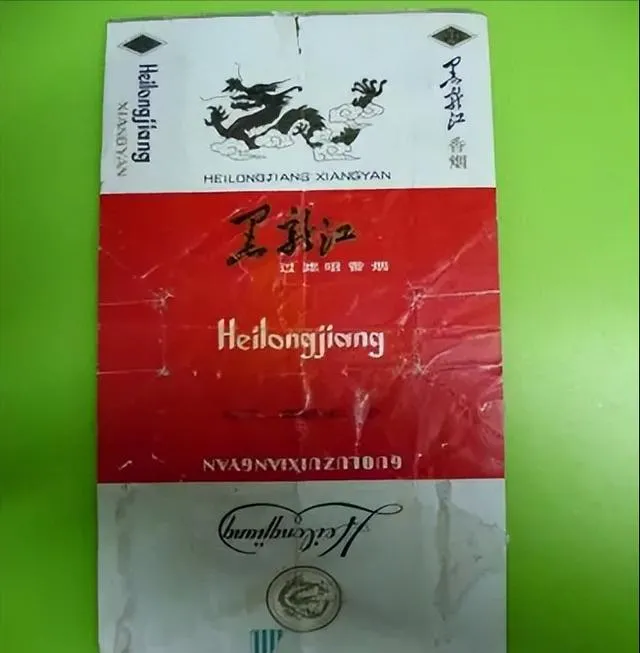 Heilongjiang
XIANGYAN
HEILONGJIANG XIANGYAN
黑龙江
香烟
黑龙江
过滤咀香烟
Heilongjiang
GUOLUZUIXIANGYAN
Heilongjiang